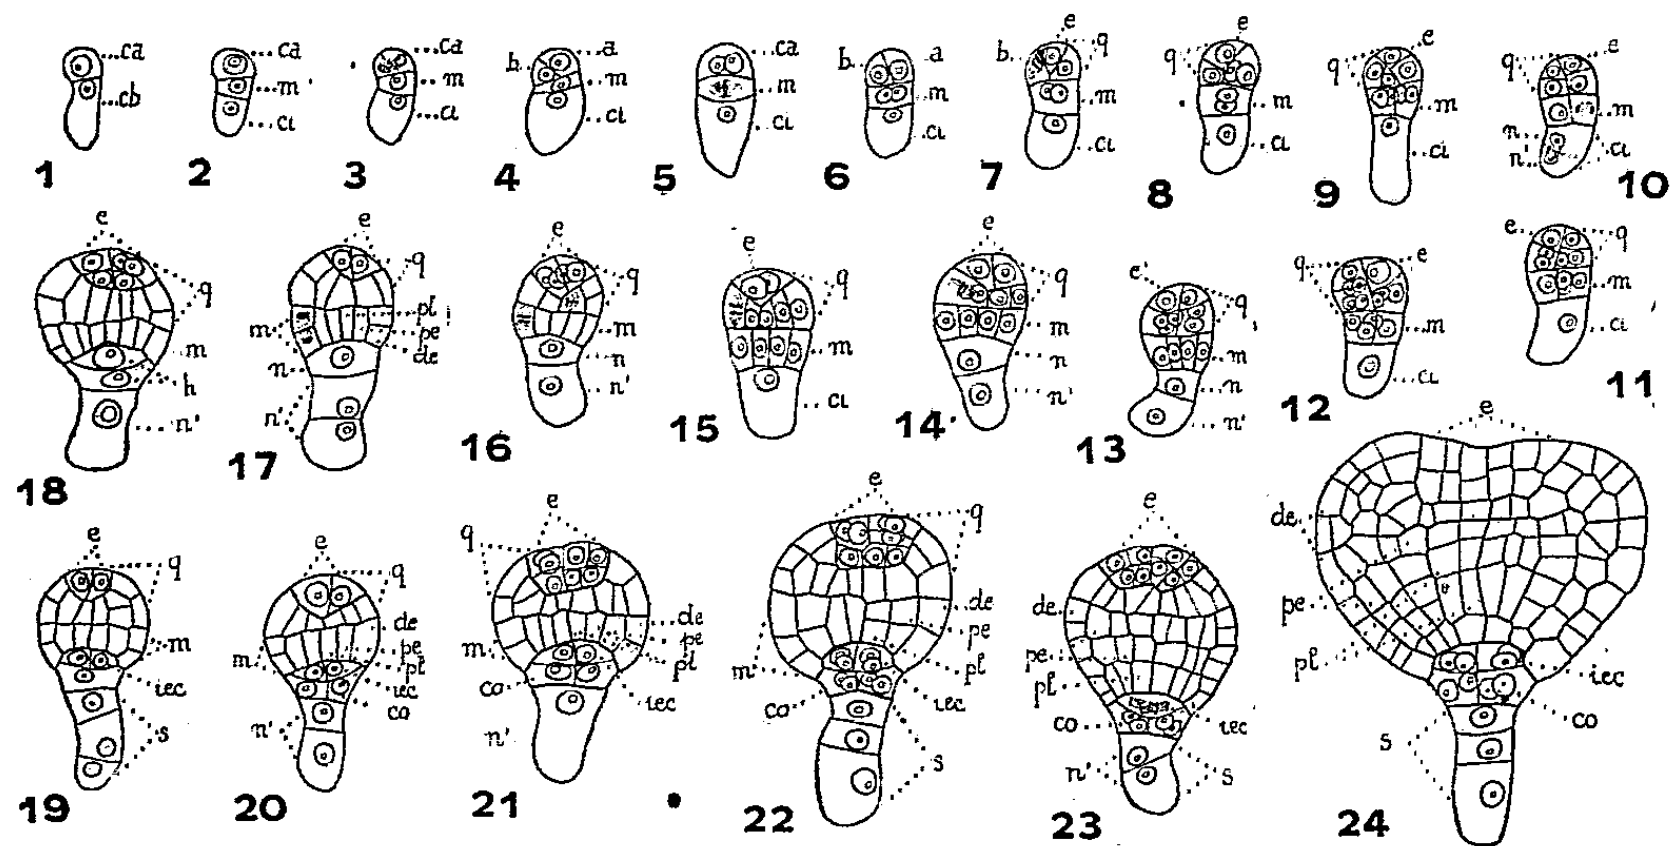 ca
cb
1
ca
m
ci
2
ca
m
ci
3
b a
m
ci
4
ca
m
ci
5
b a
m
ci
6
e
b q
m
ci
7
e
q
m
ci
8
e
q
m
ci
9
e
q
m
n
n' ci
10
e
q
m
pl
h
n'
18
e
q
m pl
pe
de
n
n'
17
e
q
m
n
n'
16
e
q
m
ci
15
e
q
m
n
n'
14
e
q
m
n
n'
13
q e
m
ci
12
e q
m
ci
11
e
q
m
iec
s
19
e
q
de
m pe
pl
iec
n' co
20
e
q
de
m pe
pl
co iec
n'
21
e
q
de
pe
m pl
co iec
s
22
e
de
pe
pl
co iec
n' s
23
e
de
pe
pl iec
co
s
24